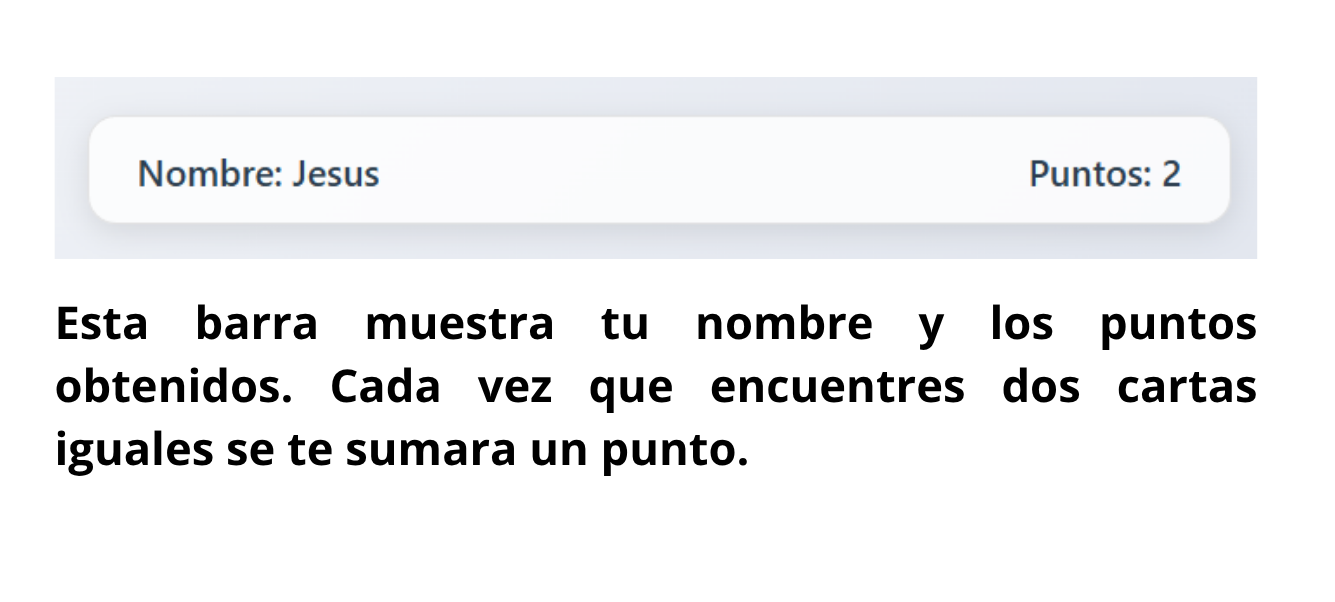 Nombre: Jesus Puntos: 2
Esta barra muestra tu nombre y los puntos
obtenidos. Cada vez que encuentres dos cartas
iguales se te sumara un punto.